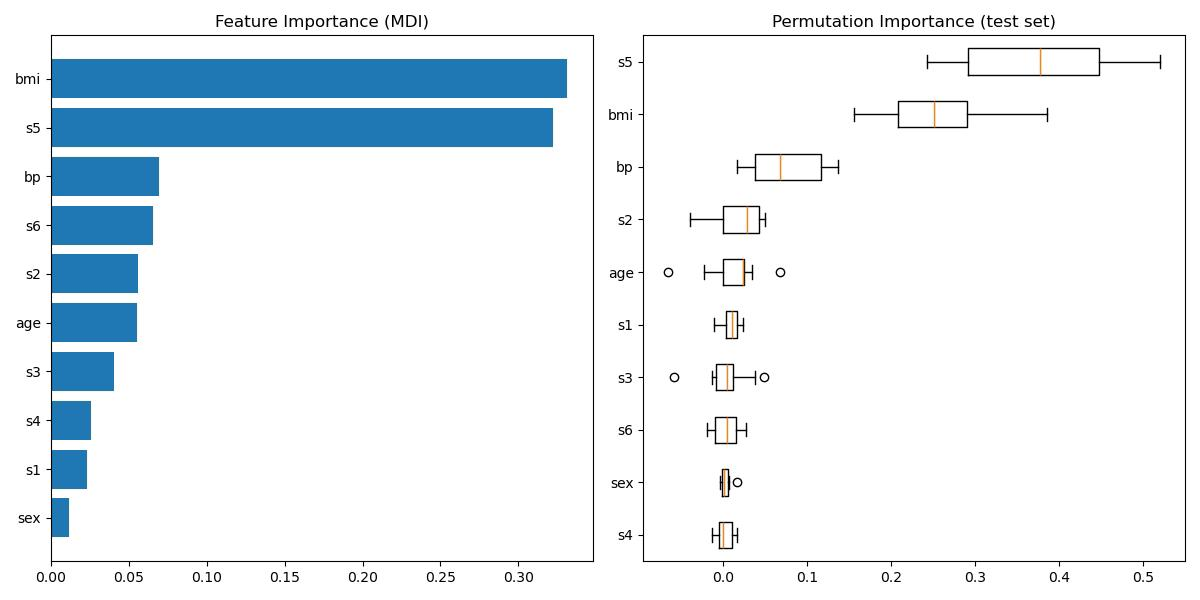 Feature Importance (MDI)
bmi
s5
bp
s6
s2
age
s3
s4
s1
sex
0.00 0.05 0.10 0.15 0.20 0.25 0.30
Permutation Importance (test set)
s5
bmi
bp
s2
age
s1
s3
s6
sex
s4
0.0 0.1 0.2 0.3 0.4 0.5